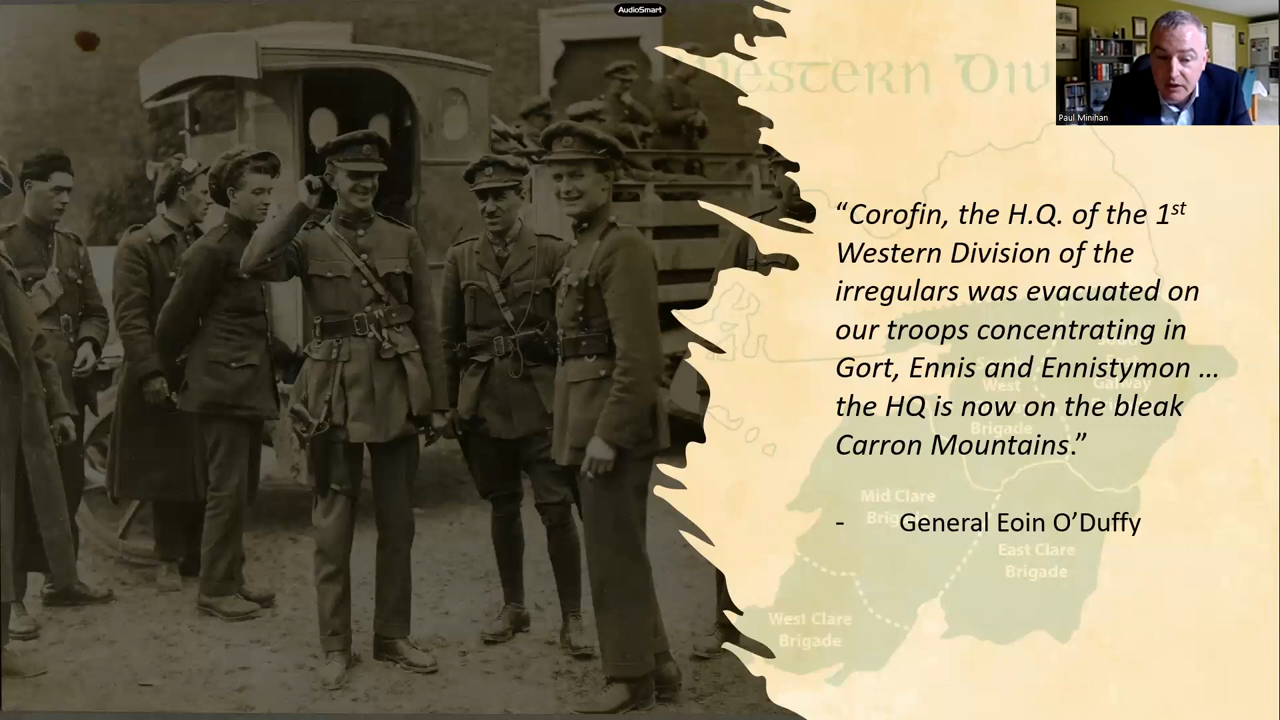 AudioSmart
Western Div
Paul Minihan
“Corofin, the H.Q. of the 1st
Western Division of the
irregulars was evacuated on
our troops concentrating in
Gort, Ennis and Ennistymon …
the HQ is now on the bleak
Carron Mountains.”
- General Eoin O’Duffy
West
Brigade
Galway
Mid Clare
Brigade
East Clare
Brigade
West Clare
Brigade